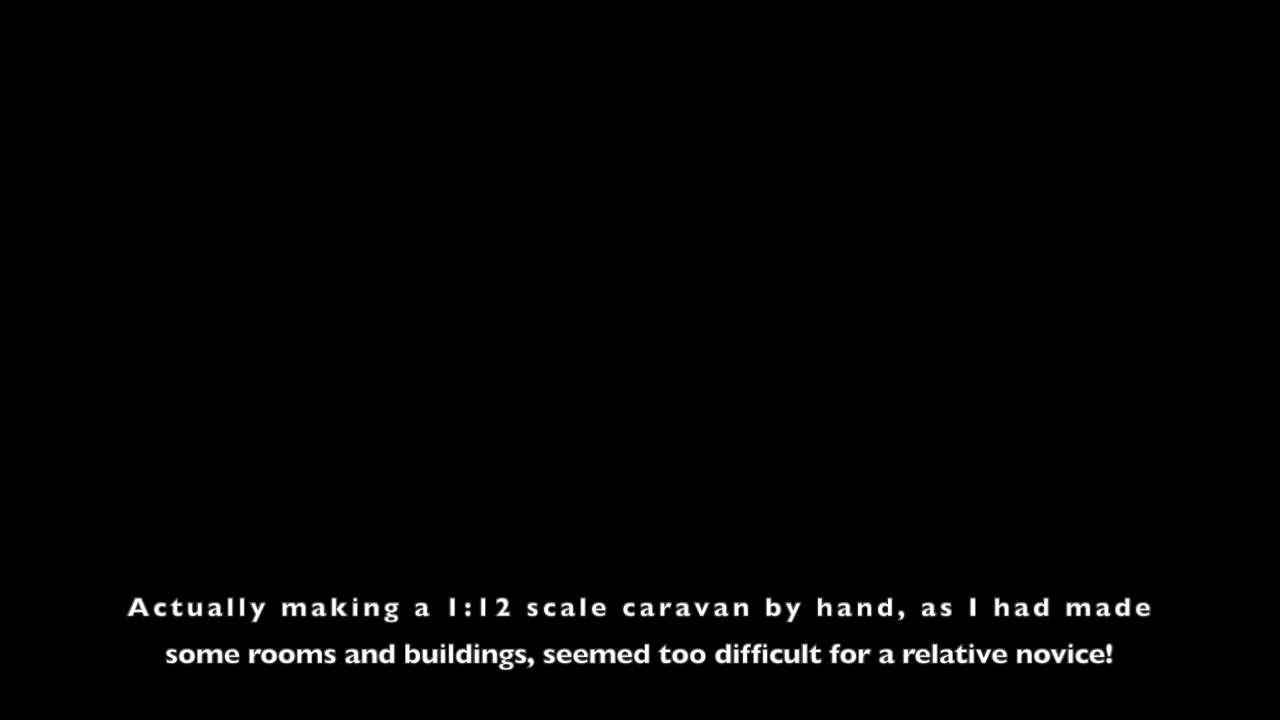 Actually making a 1:12 scale caravan by hand, as I had made
some rooms and buildings, seemed too difficult for a relative novice!